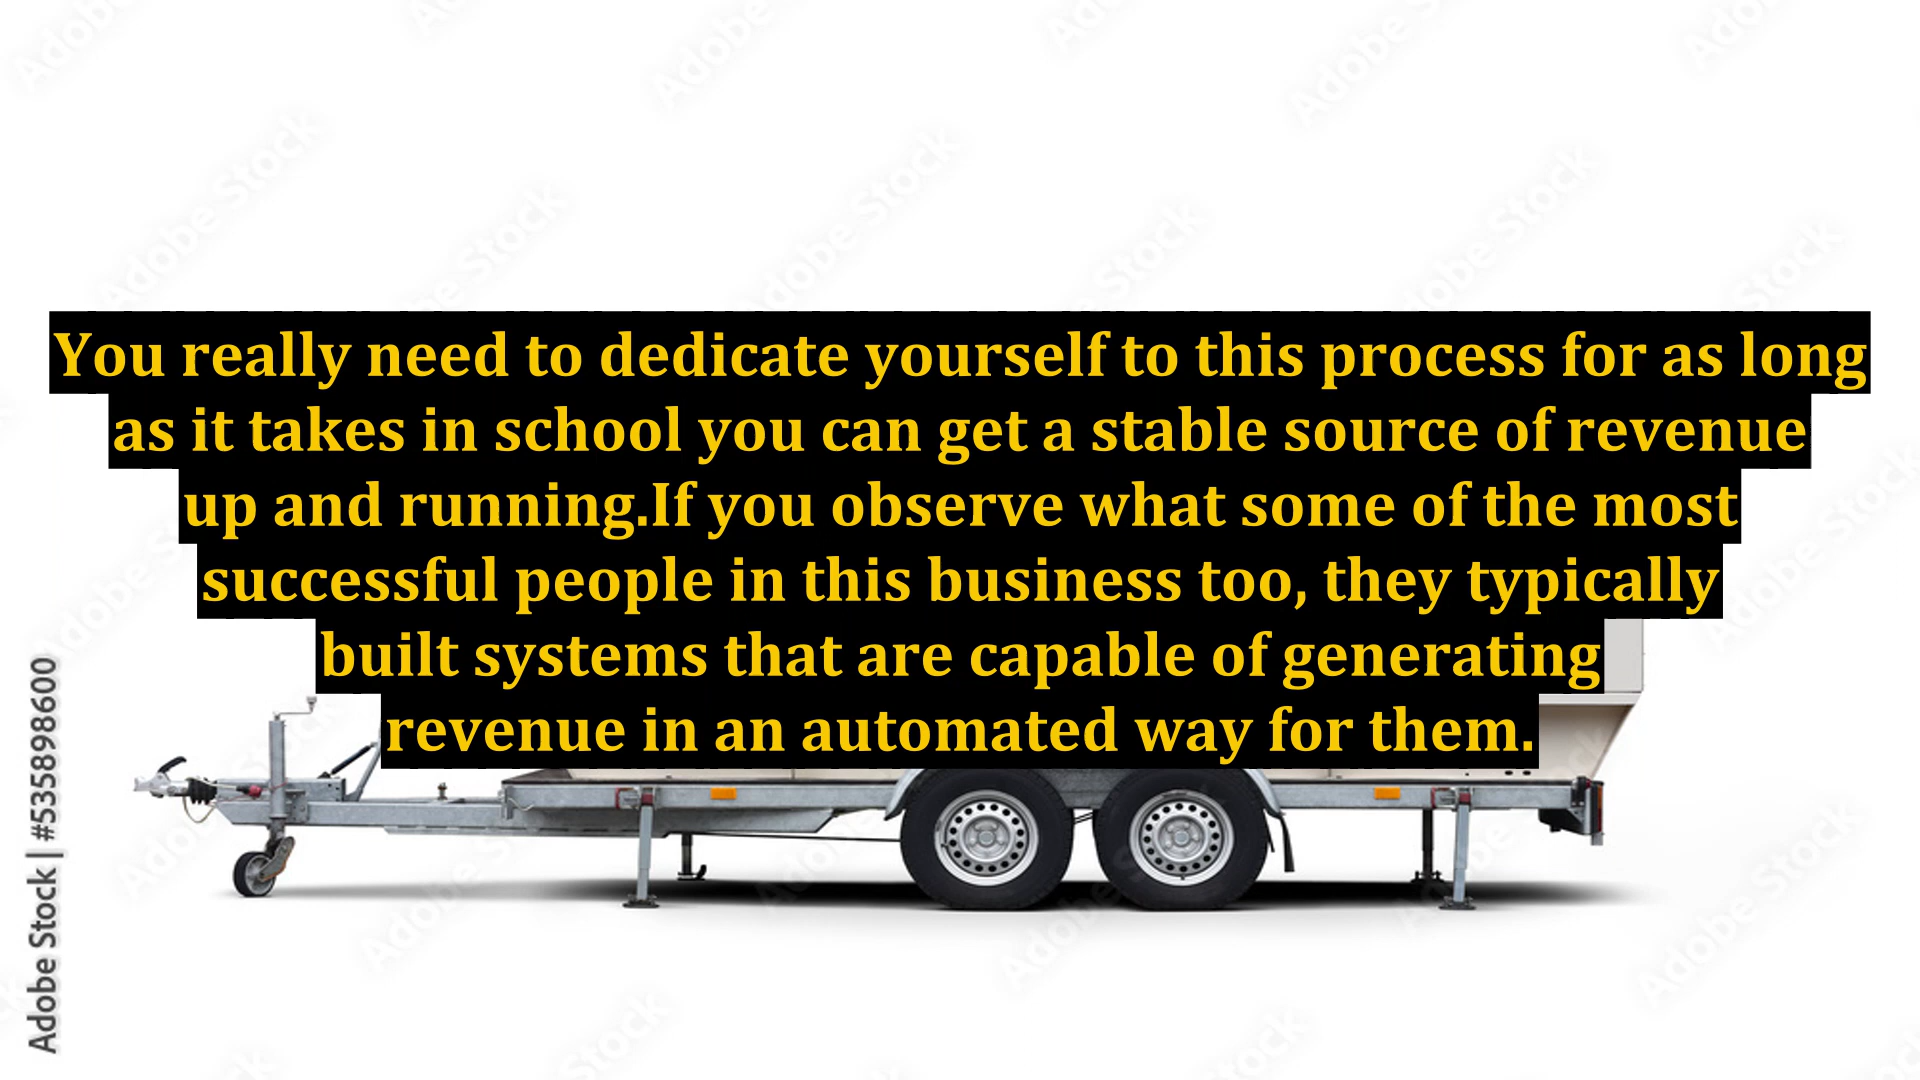 You really need to dedicate yourself to this process for as long
as it takes in school you can get a stable source of revenue
up and running.If you observe what some of the most
successful people in this business too, they typically
built systems that are capable of generating
revenue in an automated way for them.
Adobe Stock | #535898600
Adobe Stock